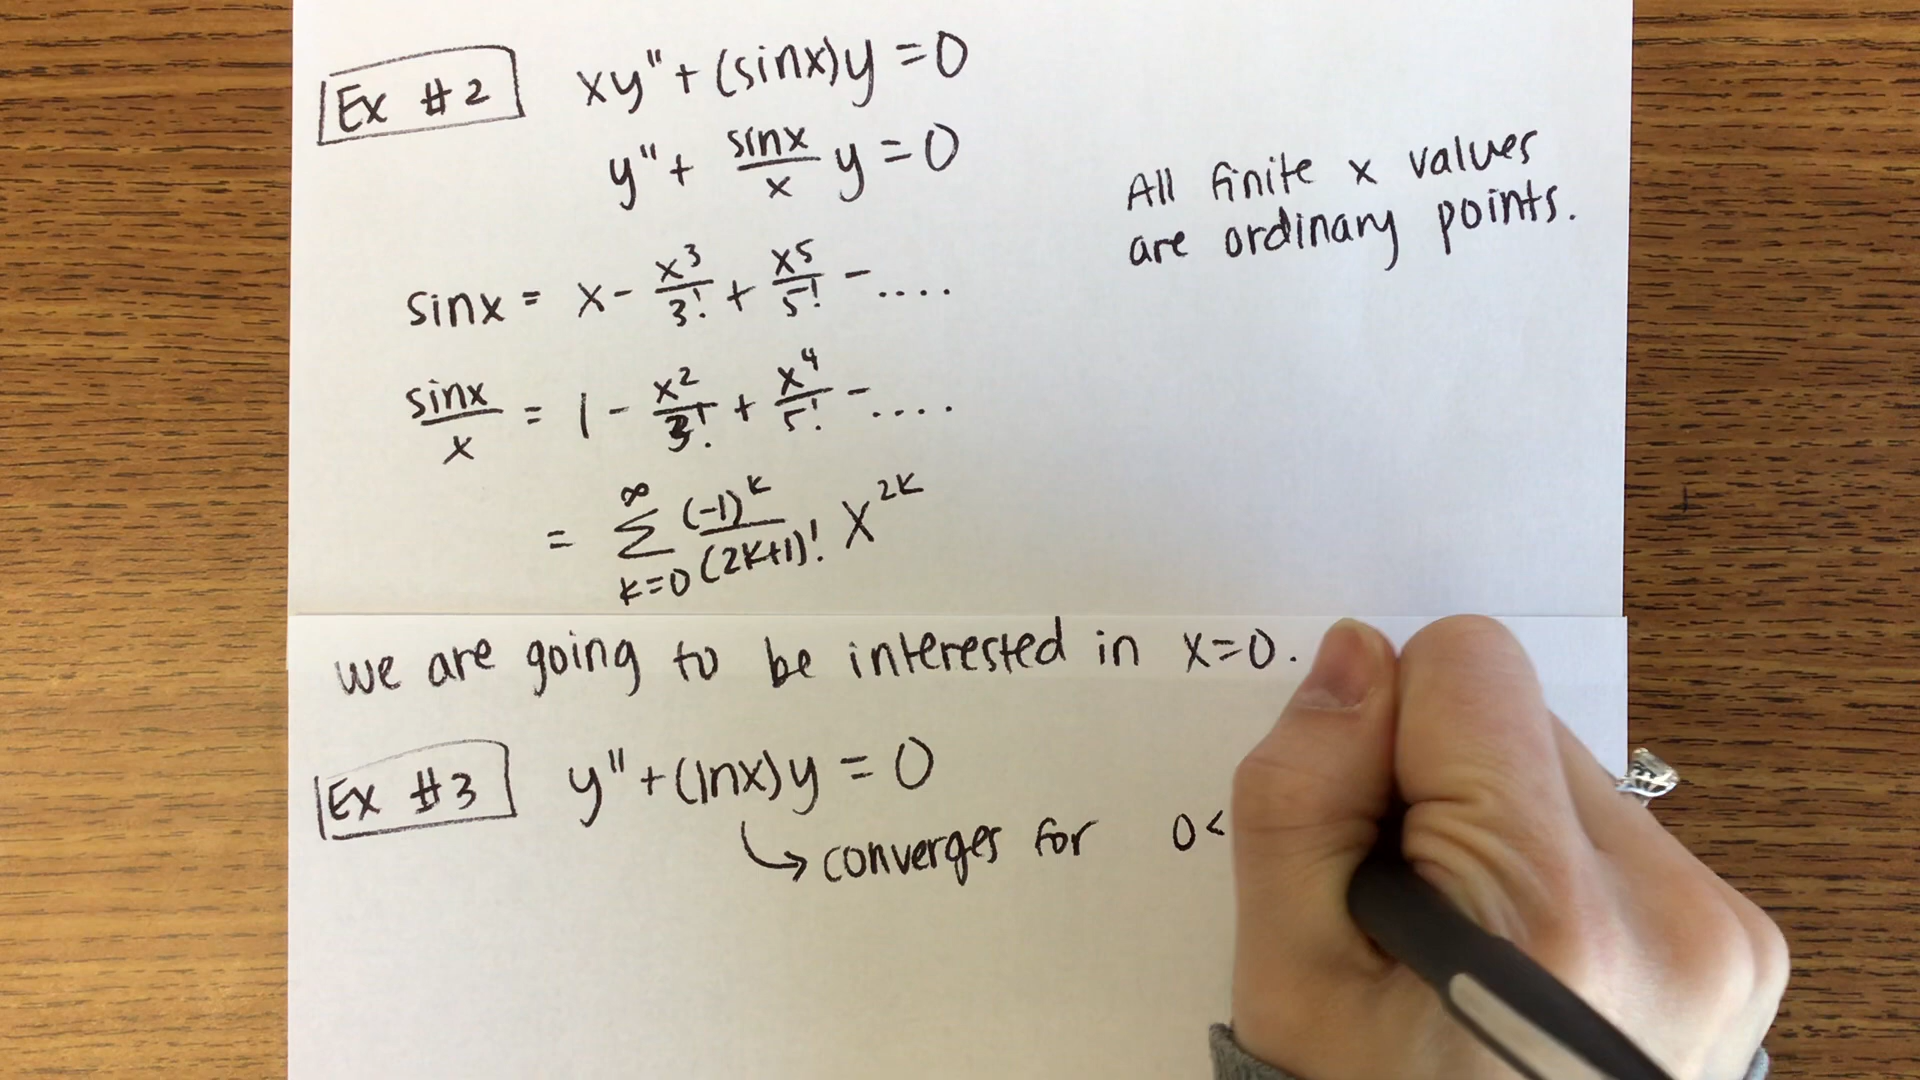 Ex #2 xy" + (sinx)y = 0
y" + sinx/x y = 0
All finite x values
are ordinary points.
sinx = x - x³/3! + x⁵/5! - ....
sinx/x = 1 - x²/3! + x⁴/5! - ....
= ∞∑k=0 (-1)^k/(2k+1)! x^2k
we are going to be interested in x=0.
Ex #3 y" + (lnx)y = 0
↳ converges for 0<